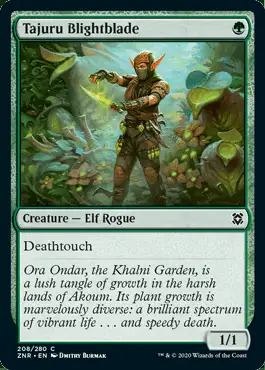 Tajuru Blightblade
Creature — Elf Rogue
Deathtouch
Ora Ondar, the Khalni Garden, is
a lush tangle of growth in the harsh
lands of Akoum. Its plant growth is
marvelously diverse: a brilliant spectrum
of vibrant life . . . and speedy death.
1/1
208/280 C
ZNR • EN Dmitry Burmak
™ & © 2020 Wizards of the Coast